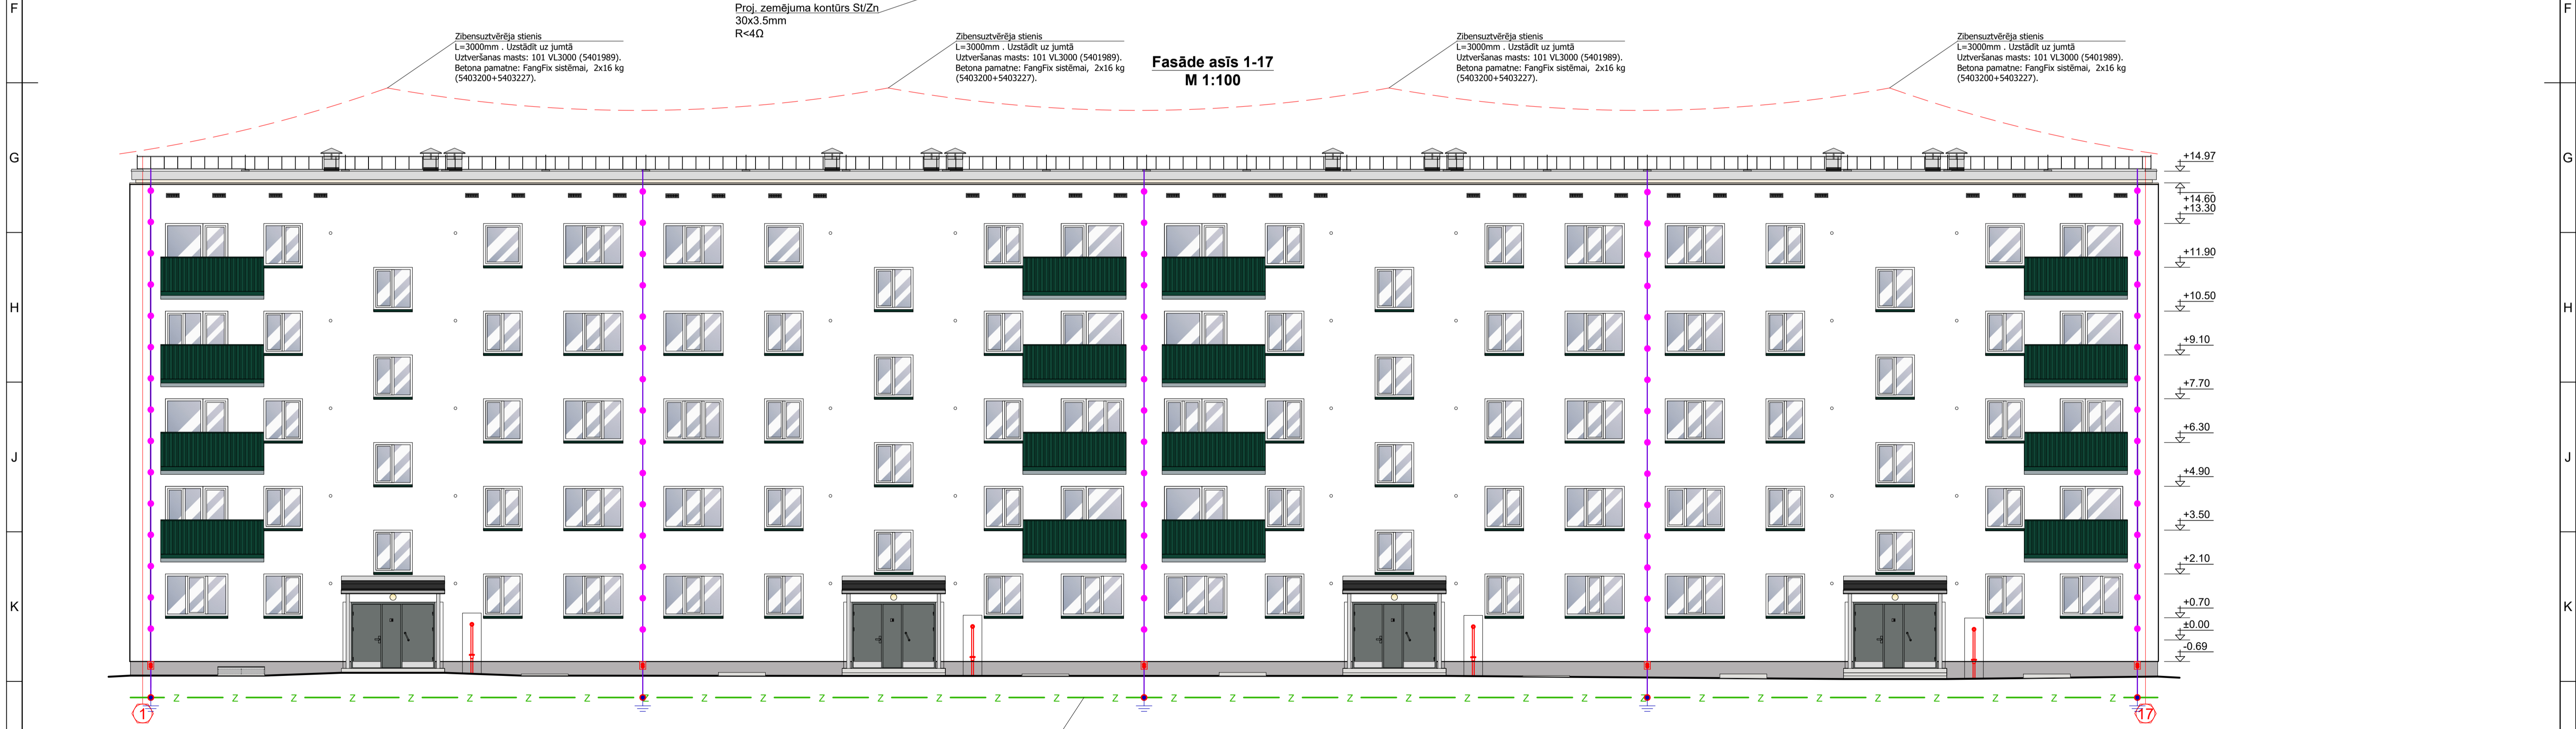 F
F
Proj. zemējuma kontūrs St/Zn
30x3.5mm
R<4Ω
Zibensuztvērēja stienis
L=3000mm . Uzstādīt uz jumtā
Uztveršanas masts: 101 VL3000 (5401989).
Betona pamatne: FangFix sistēmai, 2x16 kg
(5403200+5403227).
Zibensuztvērēja stienis
L=3000mm . Uzstādīt uz jumtā
Uztveršanas masts: 101 VL3000 (5401989).
Betona pamatne: FangFix sistēmai, 2x16 kg
(5403200+5403227).
Fasāde asīs 1-17
M 1:100
Zibensuztvērēja stienis
L=3000mm . Uzstādīt uz jumtā
Uztveršanas masts: 101 VL3000 (5401989).
Betona pamatne: FangFix sistēmai, 2x16 kg
(5403200+5403227).
Zibensuztvērēja stienis
L=3000mm . Uzstādīt uz jumtā
Uztveršanas masts: 101 VL3000 (5401989).
Betona pamatne: FangFix sistēmai, 2x16 kg
(5403200+5403227).
G
G
+14.97
+14.60
+13.30
+11.90
H
H
+10.50
+9.10
+7.70
+6.30
J
J
+4.90
+3.50
+2.10
K
K
+0.70
±0.00
-0.69
Z Z Z Z Z Z Z Z Z Z Z Z Z Z Z Z Z Z Z Z Z Z Z Z Z Z Z Z Z Z Z Z Z Z
1
17